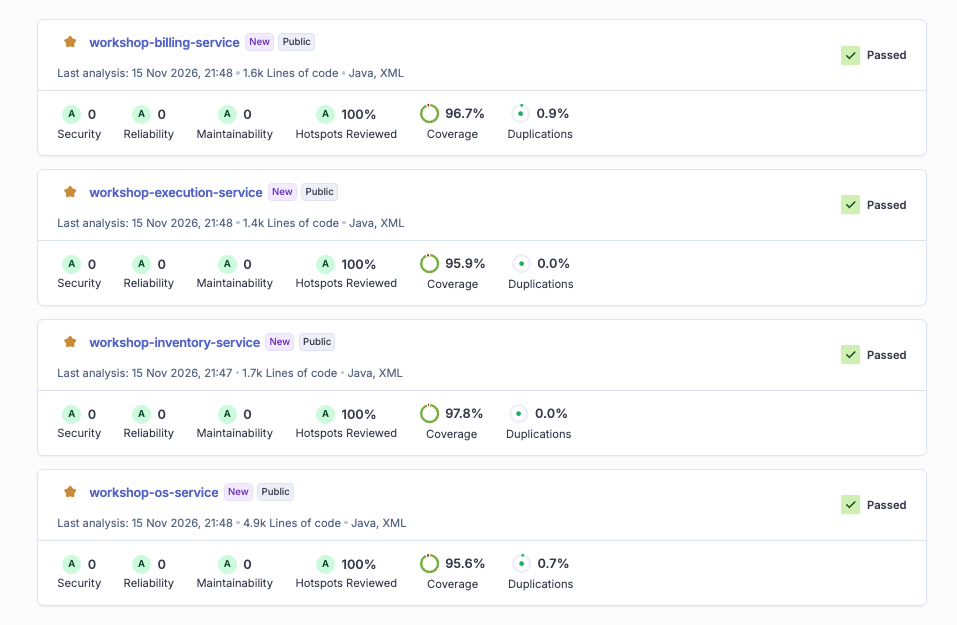 workshop-billing-service New Public
Passed
Last analysis: 15 Nov 2026, 21:48 • 1.6k Lines of code • Java, XML
A 0 A 0 A 0 A 100% 96.7% 0.9%
Security Reliability Maintainability Hotspots Reviewed Coverage Duplications
workshop-execution-service New Public
Passed
Last analysis: 15 Nov 2026, 21:48 • 1.4k Lines of code • Java, XML
A 0 A 0 A 0 A 100% 95.9% 0.0%
Security Reliability Maintainability Hotspots Reviewed Coverage Duplications
workshop-inventory-service New Public
Passed
Last analysis: 15 Nov 2026, 21:47 • 1.7k Lines of code • Java, XML
A 0 A 0 A 0 A 100% 97.8% 0.0%
Security Reliability Maintainability Hotspots Reviewed Coverage Duplications
workshop-os-service New Public
Passed
Last analysis: 15 Nov 2026, 21:48 • 4.9k Lines of code • Java, XML
A 0 A 0 A 0 A 100% 95.6% 0.7%
Security Reliability Maintainability Hotspots Reviewed Coverage Duplications